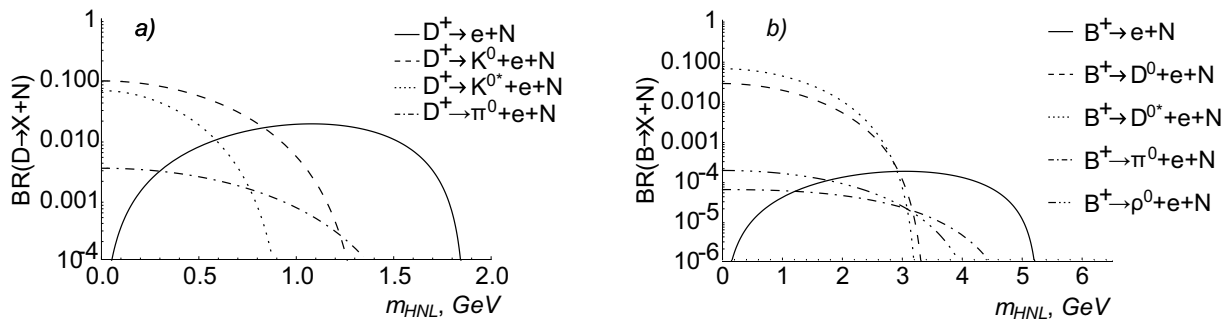 a)
BR(D→X+N)
1
0.100
0.010
0.001
10⁻⁴
0.0 0.5 1.0 1.5 2.0
m_HNL, GeV
D⁺→e+N
D⁺→K⁰+e+N
D⁺→K⁰*+e+N
D⁺→π⁰+e+N
b)
BR(B→X+N)
1
0.100
0.010
10⁻⁴
10⁻⁵
10⁻⁶
0 1 2 3 4 5 6
m_HNL, GeV
B⁺→e+N
B⁺→D⁰+e+N
B⁺→D⁰*+e+N
B⁺→π⁰+e+N
B⁺→ρ⁰+e+N